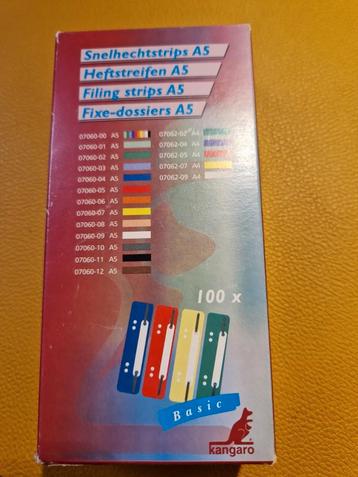 Snelhechtstrips A5
Heftstreifen A5
Filing strips A5
Fixe-dossiers A5
07060-00 A5
07060-01 A5
07060-02 A5
07060-03 A5
07060-04 A5
07060-05 A5
07060-06 A5
07060-07 A5
07060-08 A5
07060-09 A5
07060-10 A5
07060-11 A5
07060-12 A5
07062-02 A4
07062-04 A4
07062-05 A4
07062-07 A4
07062-09 A4
100 x
Basic
kangaro